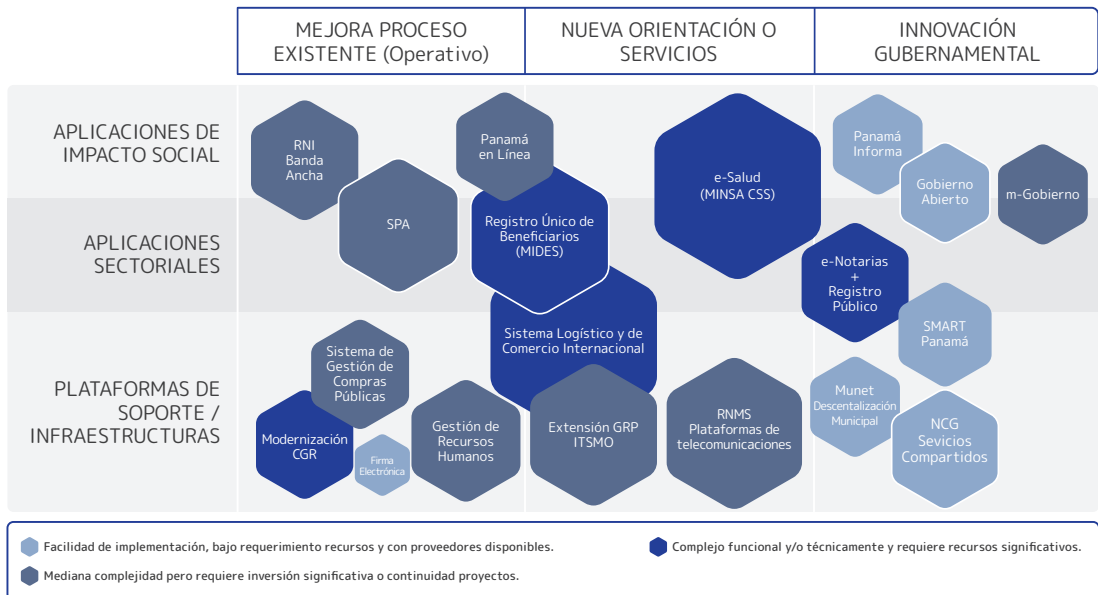 MEJORA PROCESO
EXISTENTE (Operativo)
NUEVA ORIENTACIÓN O
SERVICIOS
INNOVACIÓN
GUBERNAMENTAL
APLICACIONES DE
IMPACTO SOCIAL
RNI
Banda
Ancha
SPA
Panamá
en Línea
e-Salud
(MINSA CSS)
Panamá
Informa
Gobierno
Abierto
m-Gobierno
APLICACIONES
SECTORIALES
Registro Único de
Beneficiarios
(MIDES)
e-Notarias
+
Registro
Público
PLATAFORMAS DE
SOPORTE /
INFRAESTRUCTURAS
Sistema Logístico y de
Comercio Internacional
SMART
Panamá
Sistema de
Gestión de
Compras
Públicas
Modernización
CGR
Firma
Electrónica
Gestión de
Recursos
Humanos
Extensión GRP
ITSMO
RNMS
Plataformas de
telecomunicaciones
Munet
Descentalización
Municipal
NCG
Sevicios
Compartidos
Facilidad de implementación, bajo requerimiento recursos y con proveedores disponibles.
Complejo funcional y/o técnicamente y requiere recursos significativos.
Mediana complejidad pero requiere inversión significativa o continuidad proyectos.